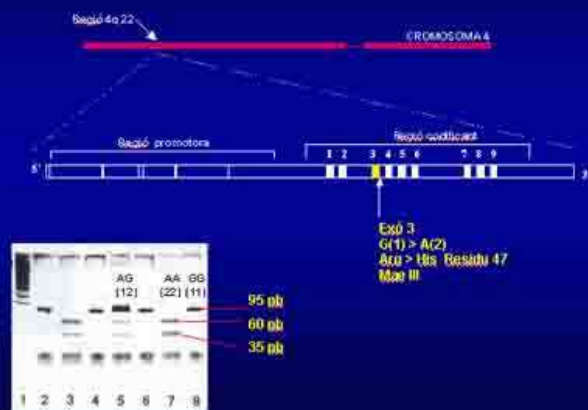 Regió 4q 22
CROMOSOMA 4
Regió promotora
Regió codificant
1 2 3 4 5 6 7 8 9
5'
Exó 3
G(1) > A(2)
Arg > His Residu 47
Mae III
AG AA GG
(12) (22) (11)
95 pb
60 pb
35 pb
1 2 3 4 5 6 7 8